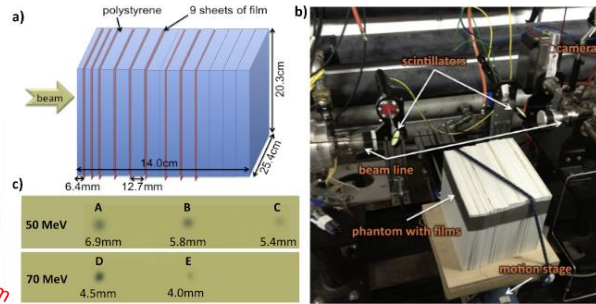 a)
polystyrene
9 sheets of film
beam
20.3cm
14.0cm
25.4cm
6.4mm
12.7mm
c)
50 MeV
A
B
C
6.9mm
5.8mm
5.4mm
70 MeV
D
E
4.5mm
4.0mm
b)
camera
scintillators
beam line
phantom with films
motion stage